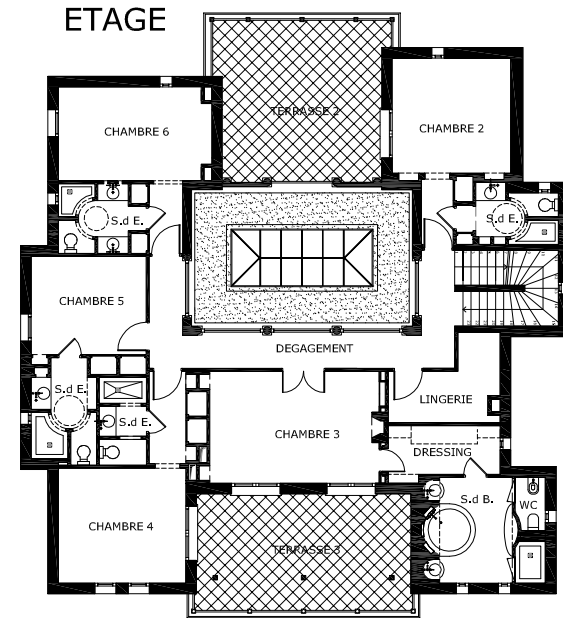 ETAGE
TERRASSE 2
CHAMBRE 6
CHAMBRE 2
S.d E.
S.d E.
CHAMBRE 5
DEGAGEMENT
S.d E.
LINGERIE
S.d E.
CHAMBRE 3
DRESSING
S.d B.
WC
CHAMBRE 4
TERRASSE 3